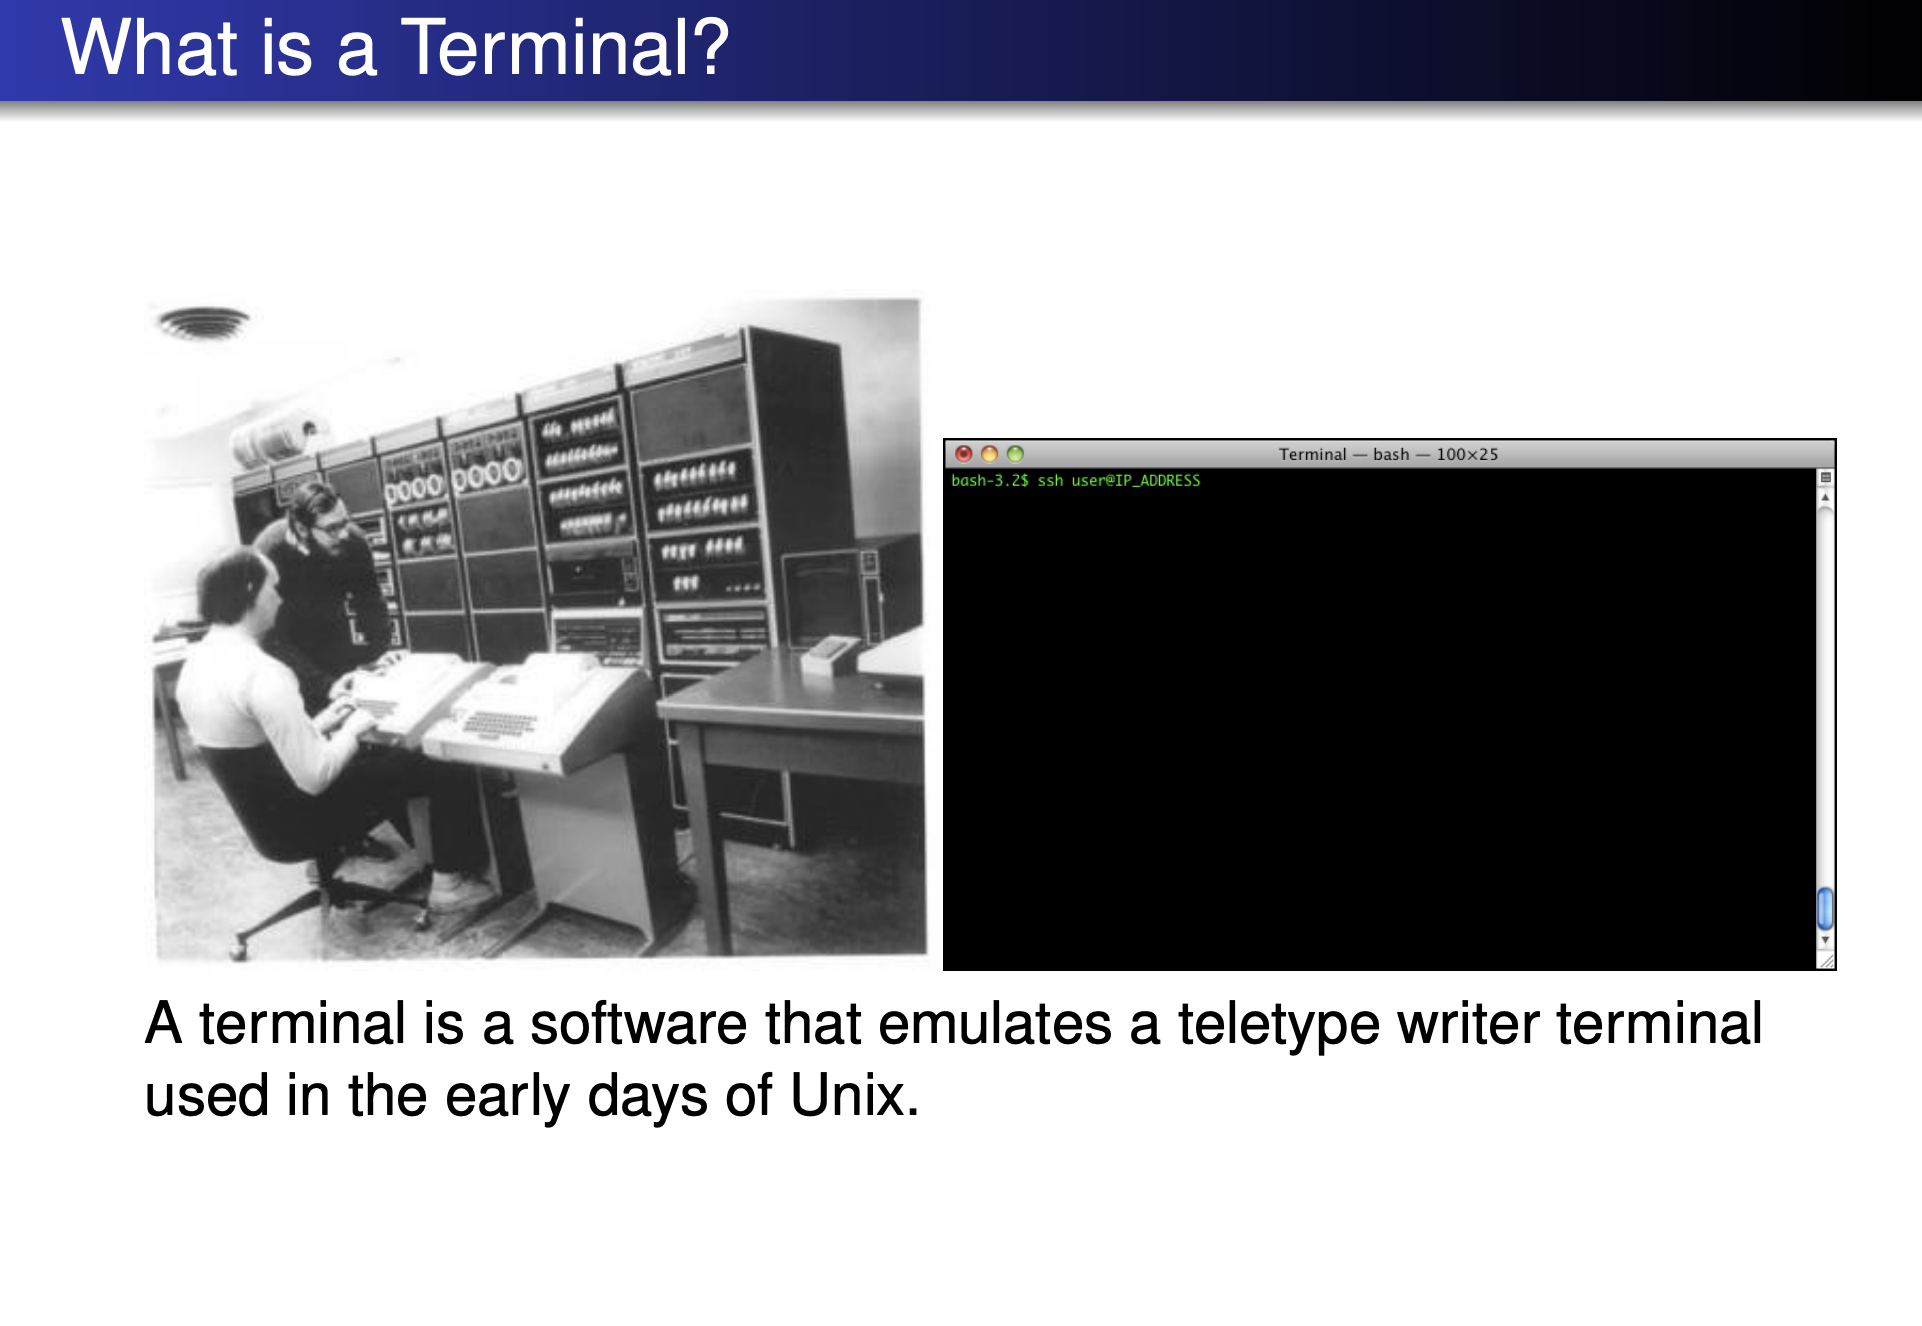 What is a Terminal?
Terminal — bash — 100×25
bash-3.2$ ssh user@IP_ADDRESS
A terminal is a software that emulates a teletype writer terminal
used in the early days of Unix.